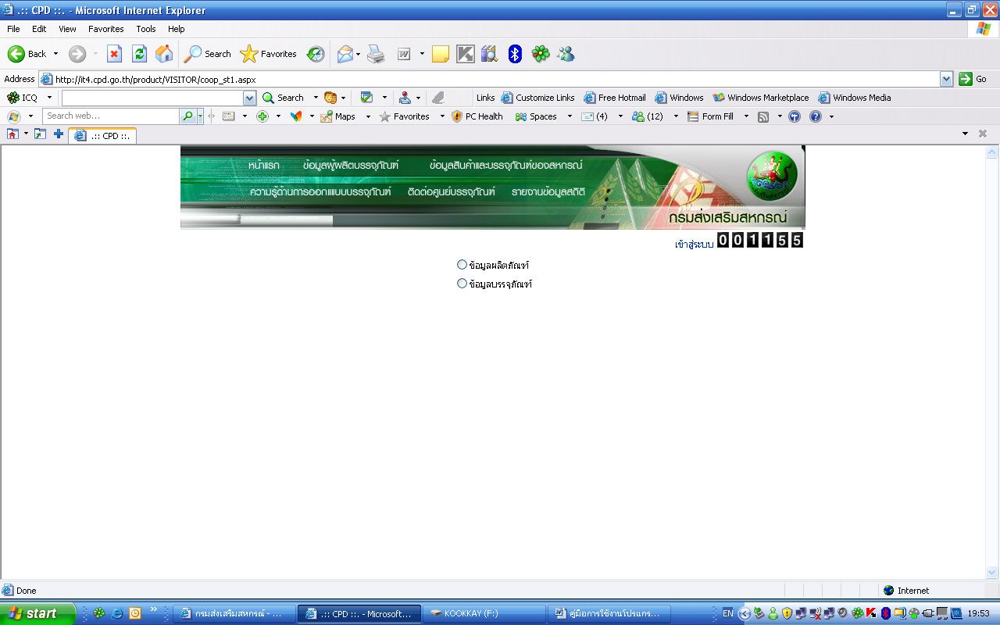 .:: CPD ::. - Microsoft Internet Explorer
File Edit View Favorites Tools Help
Back Search Favorites
Address http://it4.cpd.go.th/product/VISITOR/coop_st1.aspx Go
ICQ Search Links Customize Links Free Hotmail Windows Windows Marketplace Windows Media
Search web... Maps Favorites PC Health Spaces (4) (12) Form Fill
.:: CPD ::.
หน้าแรก ข้อมูลผู้ผลิตบรรจุภัณฑ์ ข้อมูลสินค้าและบรรจุภัณฑ์ของสหกรณ์
ความรู้ด้านการออกแแบบบรรจุภัณฑ์ ติดต่อศูนย์บรรจุภัณฑ์ รายงานข้อมูลสถิติ
กรมส่งเสริมสหกรณ์
เข้าสู่ระบบ 001155
ข้อมูลผลิตภัณฑ์
ข้อมูลบรรจุภัณฑ์
Done Internet
start กรมส่งเสริมสหกรณ์ - ... .:: CPD ::. - Microsoft... KOOKKAY (F:) คู่มือการใช้งานโปรแกร... EN 19:53